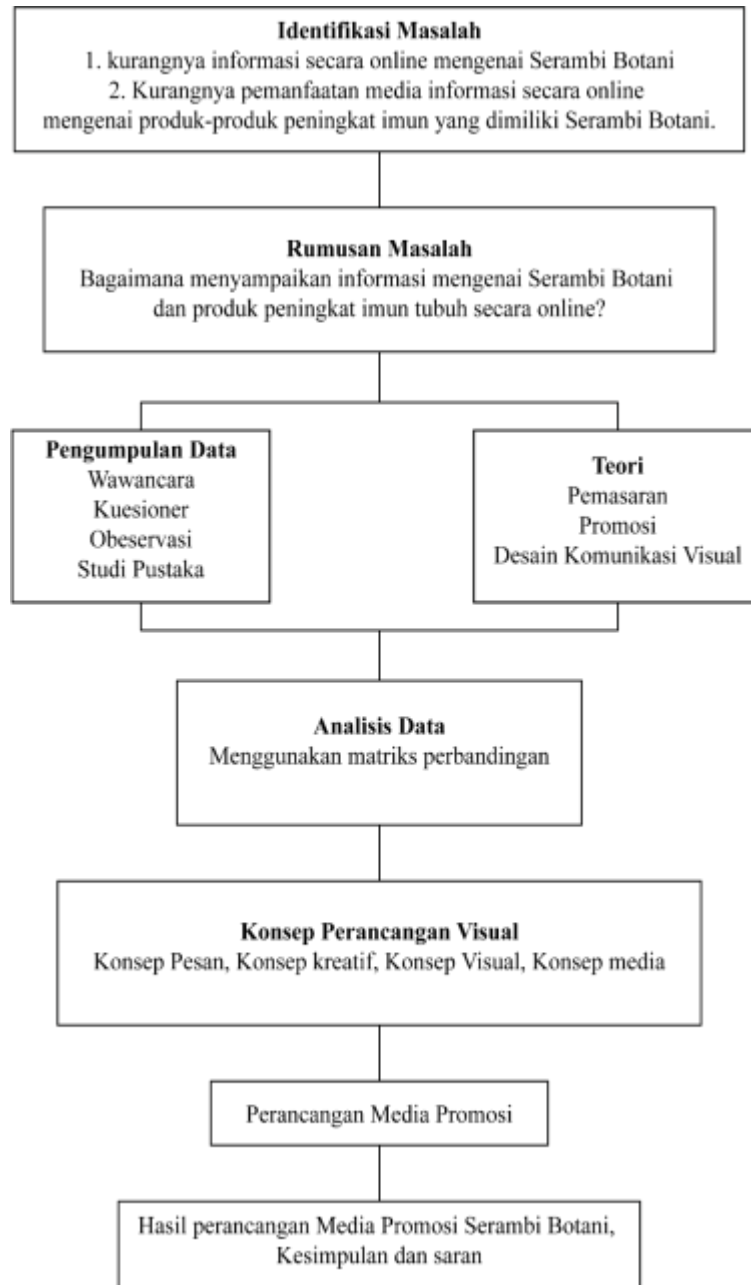 Identifikasi Masalah
1. kurangnya informasi secara online mengenai Serambi Botani
2. Kurangnya pemanfaatan media informasi secara online
mengenai produk-produk peningkat imun yang dimiliki Serambi Botani.
Rumusan Masalah
Bagaimana menyampaikan informasi mengenai Serambi Botani
dan produk peningkat imun tubuh secara online?
Pengumpulan Data
Wawancara
Kuesioner
Obeservasi
Studi Pustaka
Teori
Pemasaran
Promosi
Desain Komunikasi Visual
Analisis Data
Menggunakan matriks perbandingan
Konsep Perancangan Visual
Konsep Pesan, Konsep kreatif, Konsep Visual, Konsep media
Perancangan Media Promosi
Hasil perancangan Media Promosi Serambi Botani,
Kesimpulan dan saran